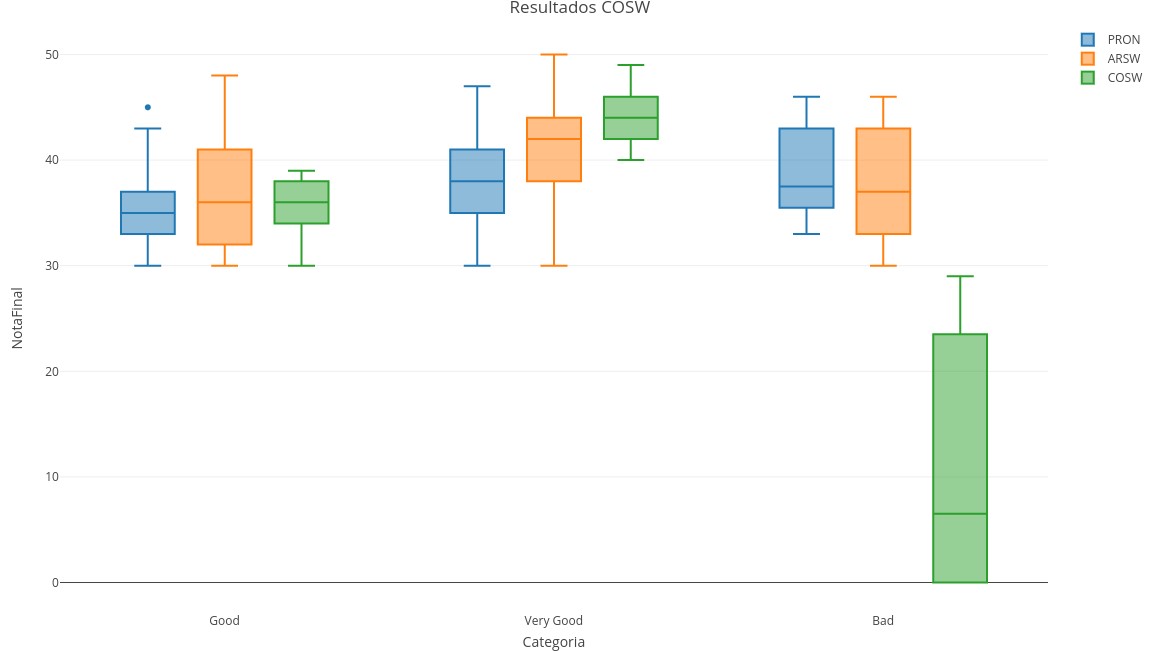 Resultados COSW
PRON
ARSW
COSW
50
40
30
20
10
0
NotaFinal
Good
Very Good
Bad
Categoria